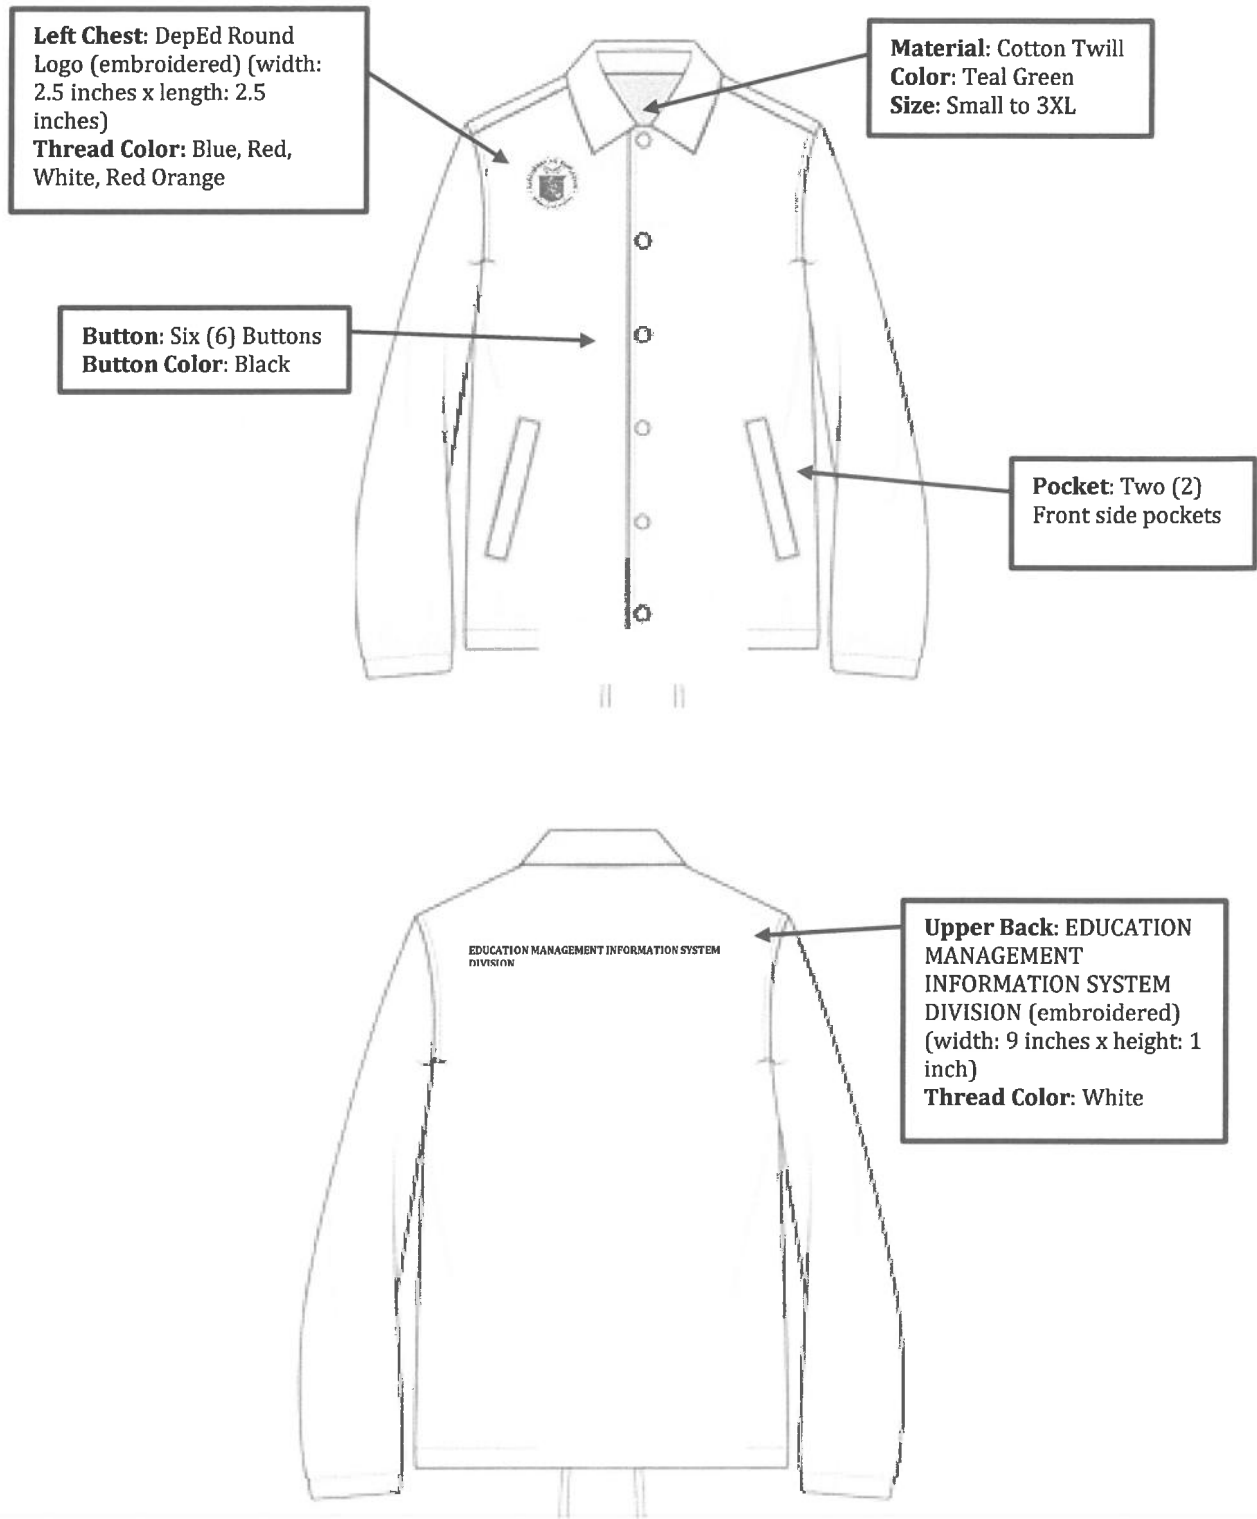 Left Chest: DepEd Round
Logo (embroidered) (width:
2.5 inches x length: 2.5
inches)
Thread Color: Blue, Red,
White, Red Orange
Material: Cotton Twill
Color: Teal Green
Size: Small to 3XL
Button: Six (6) Buttons
Button Color: Black
Pocket: Two (2)
Front side pockets
EDUCATION MANAGEMENT INFORMATION SYSTEM
DIVISION
Upper Back: EDUCATION
MANAGEMENT
INFORMATION SYSTEM
DIVISION (embroidered)
(width: 9 inches x height: 1
inch)
Thread Color: White